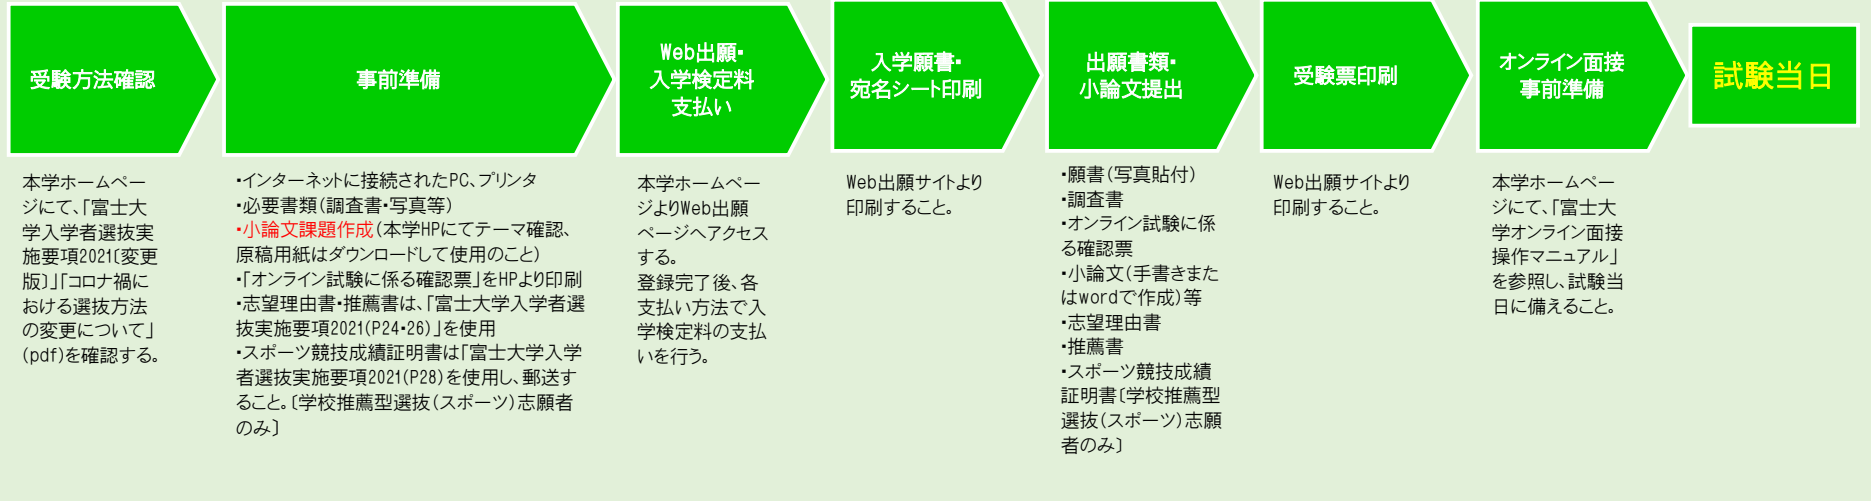 受験方法確認
本学ホームペー
ジにて、「富士大
学入学者選抜実
施要項2021〔変更
版〕」「コロナ禍に
おける選抜方法
の変更について」
(pdf)を確認する。
事前準備
・インターネットに接続されたPC、プリンタ
・必要書類（調査書・写真等）
・小論文課題作成（本学HPにてテーマ確認、
原稿用紙はダウンロードして使用のこと）
・「オンライン試験に係る確認票」をHPより印刷
・志望理由書・推薦書は、「富士大学入学者選
抜実施要項2021(P24・26)」を使用
・スポーツ競技成績証明書は「富士大学入学
者選抜実施要項2021(P28)を使用し、郵送す
ること。〔学校推薦型選抜（スポーツ）志願者
のみ〕
Web出願・
入学検定料
支払い
本学ホームペー
ジよりWeb出願
ページへアクセス
する。
登録完了後、各
支払い方法で入
学検定料の支払
いを行う。
入学願書・
宛名シート印刷
Web出願サイトより
印刷すること。
出願書類・
小論文提出
・願書（写真貼付）
・調査書
・オンライン試験に係
る確認票
・小論文（手書きまた
はwordで作成）等
・志望理由書
・推薦書
・スポーツ競技成績
証明書〔学校推薦型
選抜（スポーツ）志願
者のみ〕
受験票印刷
Web出願サイトより
印刷すること。
オンライン面接
事前準備
本学ホームペー
ジにて、「富士大
学オンライン面接
操作マニュアル」
を参照し、試験当
日に備えること。
試験当日